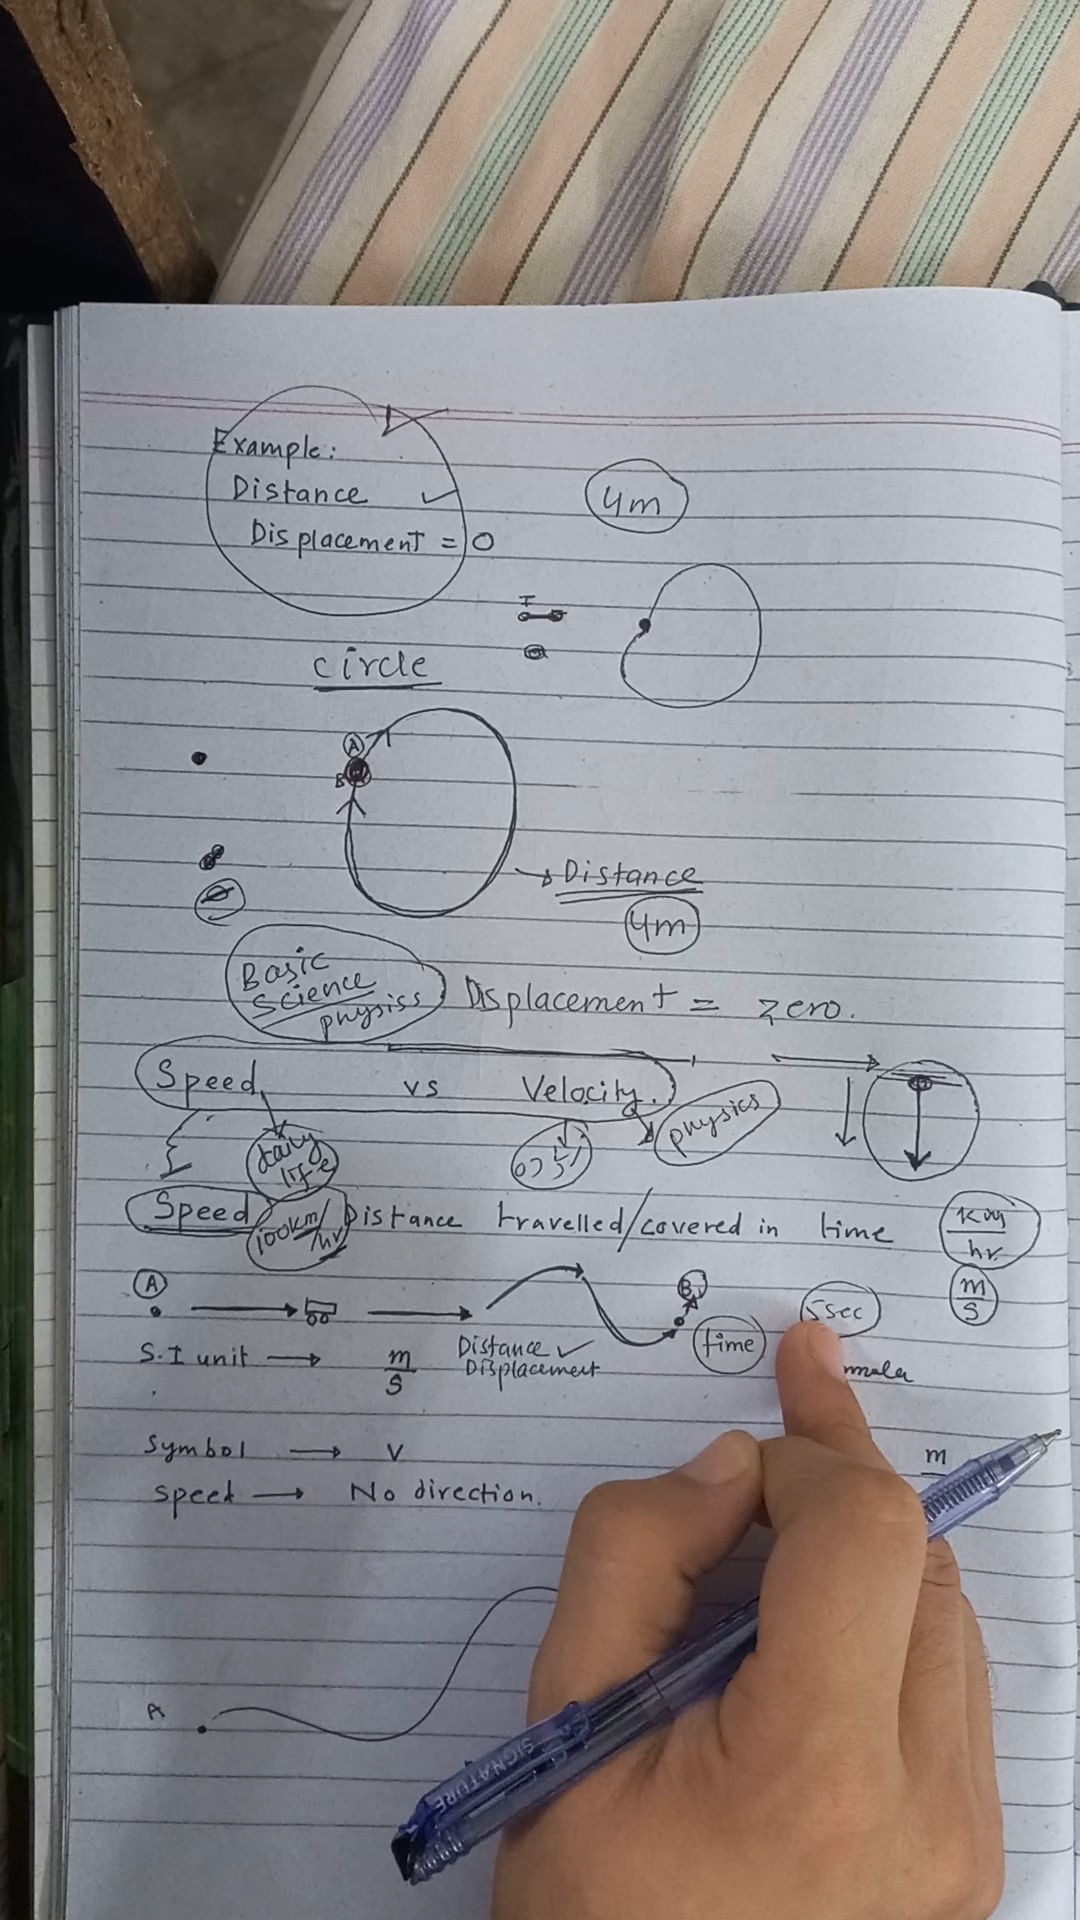 Example:
Distance
Displacement = 0
4m
I
circle
A
B
Distance
4m
Basic
Science
physiss
Displacement = zero.
Speed vs Velocity.
physics
daily
life
Speed Distance travelled/covered in time
100km/hr
Km
hr.
A
B
5sec
m
s
S.I unit → m
s
Distance
Displacement
time
Symbol → v
m
speed → No direction.
A
SIGNATURE